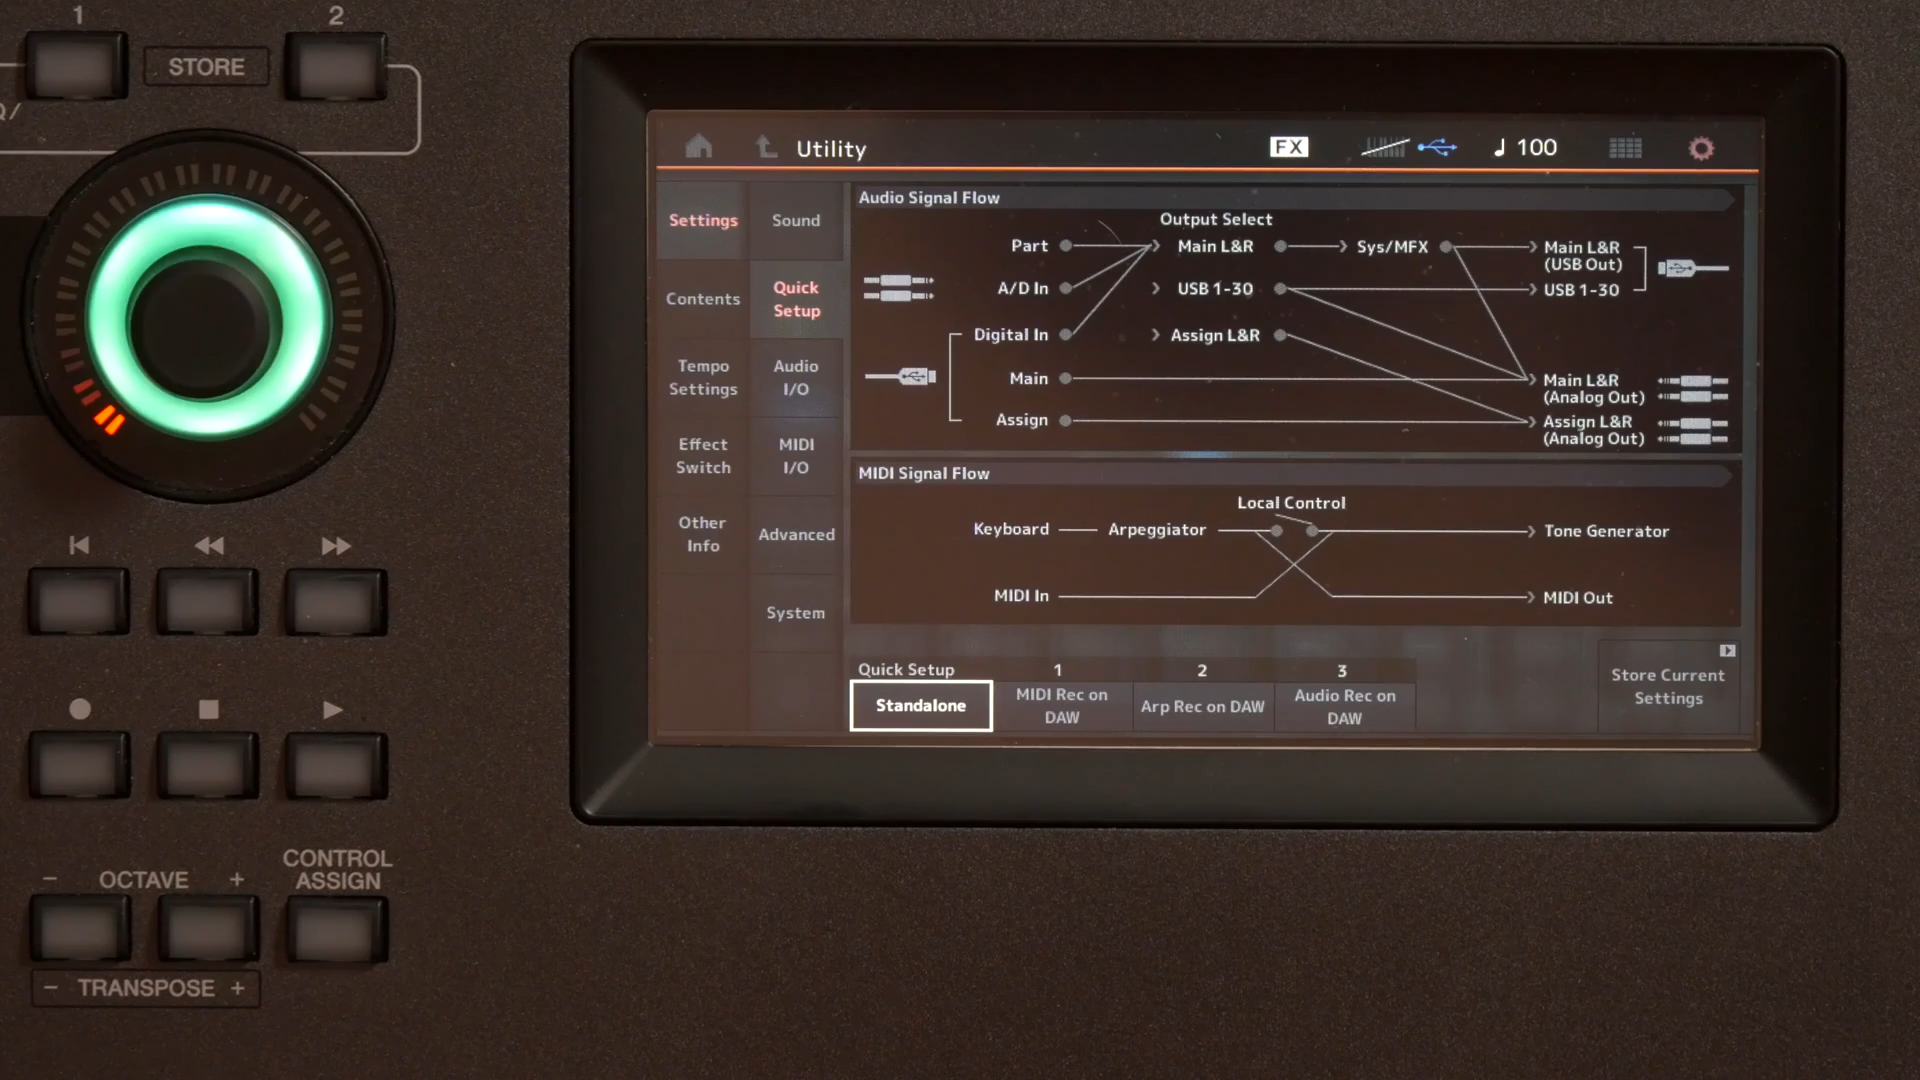 1
2
STORE
Q/
Utility
FX
100
Settings
Sound
Contents
Quick
Setup
Tempo
Settings
Audio
I/O
Effect
Switch
MIDI
I/O
Other
Info
Advanced
System
Audio Signal Flow
Output Select
Part
Main L&R
Sys/MFX
Main L&R
(USB Out)
A/D In
USB 1-30
USB 1-30
Digital In
Assign L&R
Main
Main L&R
(Analog Out)
Assign
Assign L&R
(Analog Out)
MIDI Signal Flow
Local Control
Keyboard
Arpeggiator
Tone Generator
MIDI In
MIDI Out
Quick Setup
1
2
3
Standalone
MIDI Rec on
DAW
Arp Rec on DAW
Audio Rec on
DAW
Store Current
Settings
- OCTAVE +
CONTROL
ASSIGN
- TRANSPOSE +